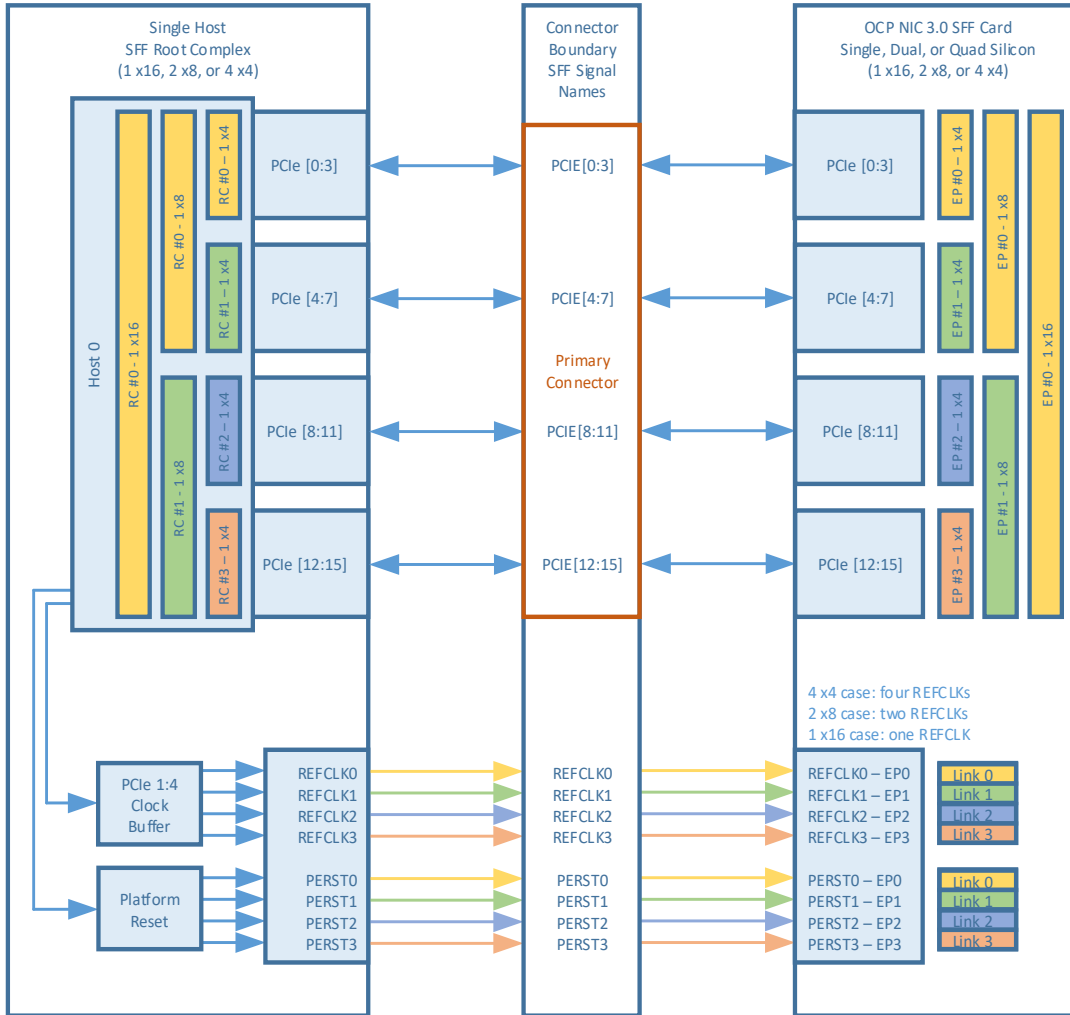 Single Host
SFF Root Complex
(1 x16, 2 x8, or 4 x4)
Host 0
RC #0 - 1 x16
RC #0 - 1 x8
RC #1 - 1 x8
RC #0 – 1 x4
RC #1 – 1 x4
RC #2 – 1 x4
RC #3 – 1 x4
PCIe [0:3]
PCIe [4:7]
PCIe [8:11]
PCIe [12:15]
PCIe 1:4
Clock
Buffer
Platform
Reset
REFCLK0
REFCLK1
REFCLK2
REFCLK3
PERST0
PERST1
PERST2
PERST3
Connector
Boundary
SFF Signal
Names
PCIE[0:3]
PCIE[4:7]
Primary
Connector
PCIE[8:11]
PCIE[12:15]
REFCLK0
REFCLK1
REFCLK2
REFCLK3
PERST0
PERST1
PERST2
PERST3
OCP NIC 3.0 SFF Card
Single, Dual, or Quad Silicon
(1 x16, 2 x8, or 4 x4)
PCIe [0:3]
PCIe [4:7]
PCIe [8:11]
PCIe [12:15]
EP #0 – 1 x4
EP #1 – 1 x4
EP #2 – 1 x4
EP #3 – 1 x4
EP #0 - 1 x8
EP #1 - 1 x8
EP #0 - 1 x16
4 x4 case: four REFCLKs
2 x8 case: two REFCLKs
1 x16 case: one REFCLK
REFCLK0 – EP0
REFCLK1 – EP1
REFCLK2 – EP2
REFCLK3 – EP3
Link 0
Link 1
Link 2
Link 3
PERST0 – EP0
PERST1 – EP1
PERST2 – EP2
PERST3 – EP3
Link 0
Link 1
Link 2
Link 3